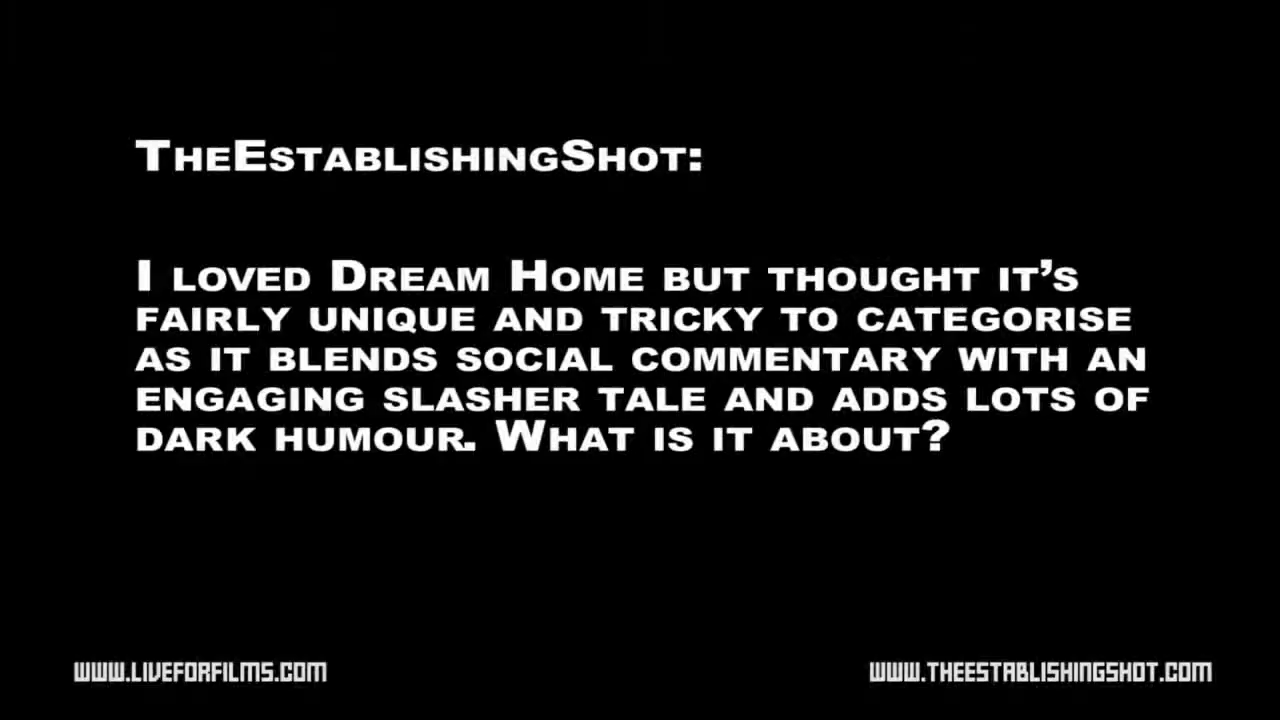 TheEstablishingShot:
I loved Dream Home but thought it’s
fairly unique and tricky to categorise
as it blends social commentary with an
engaging slasher tale and adds lots of
dark humour. What is it about?
WWW.LIVEFORFILMS.COM
WWW.THEESTABLISHINGSHOT.COM